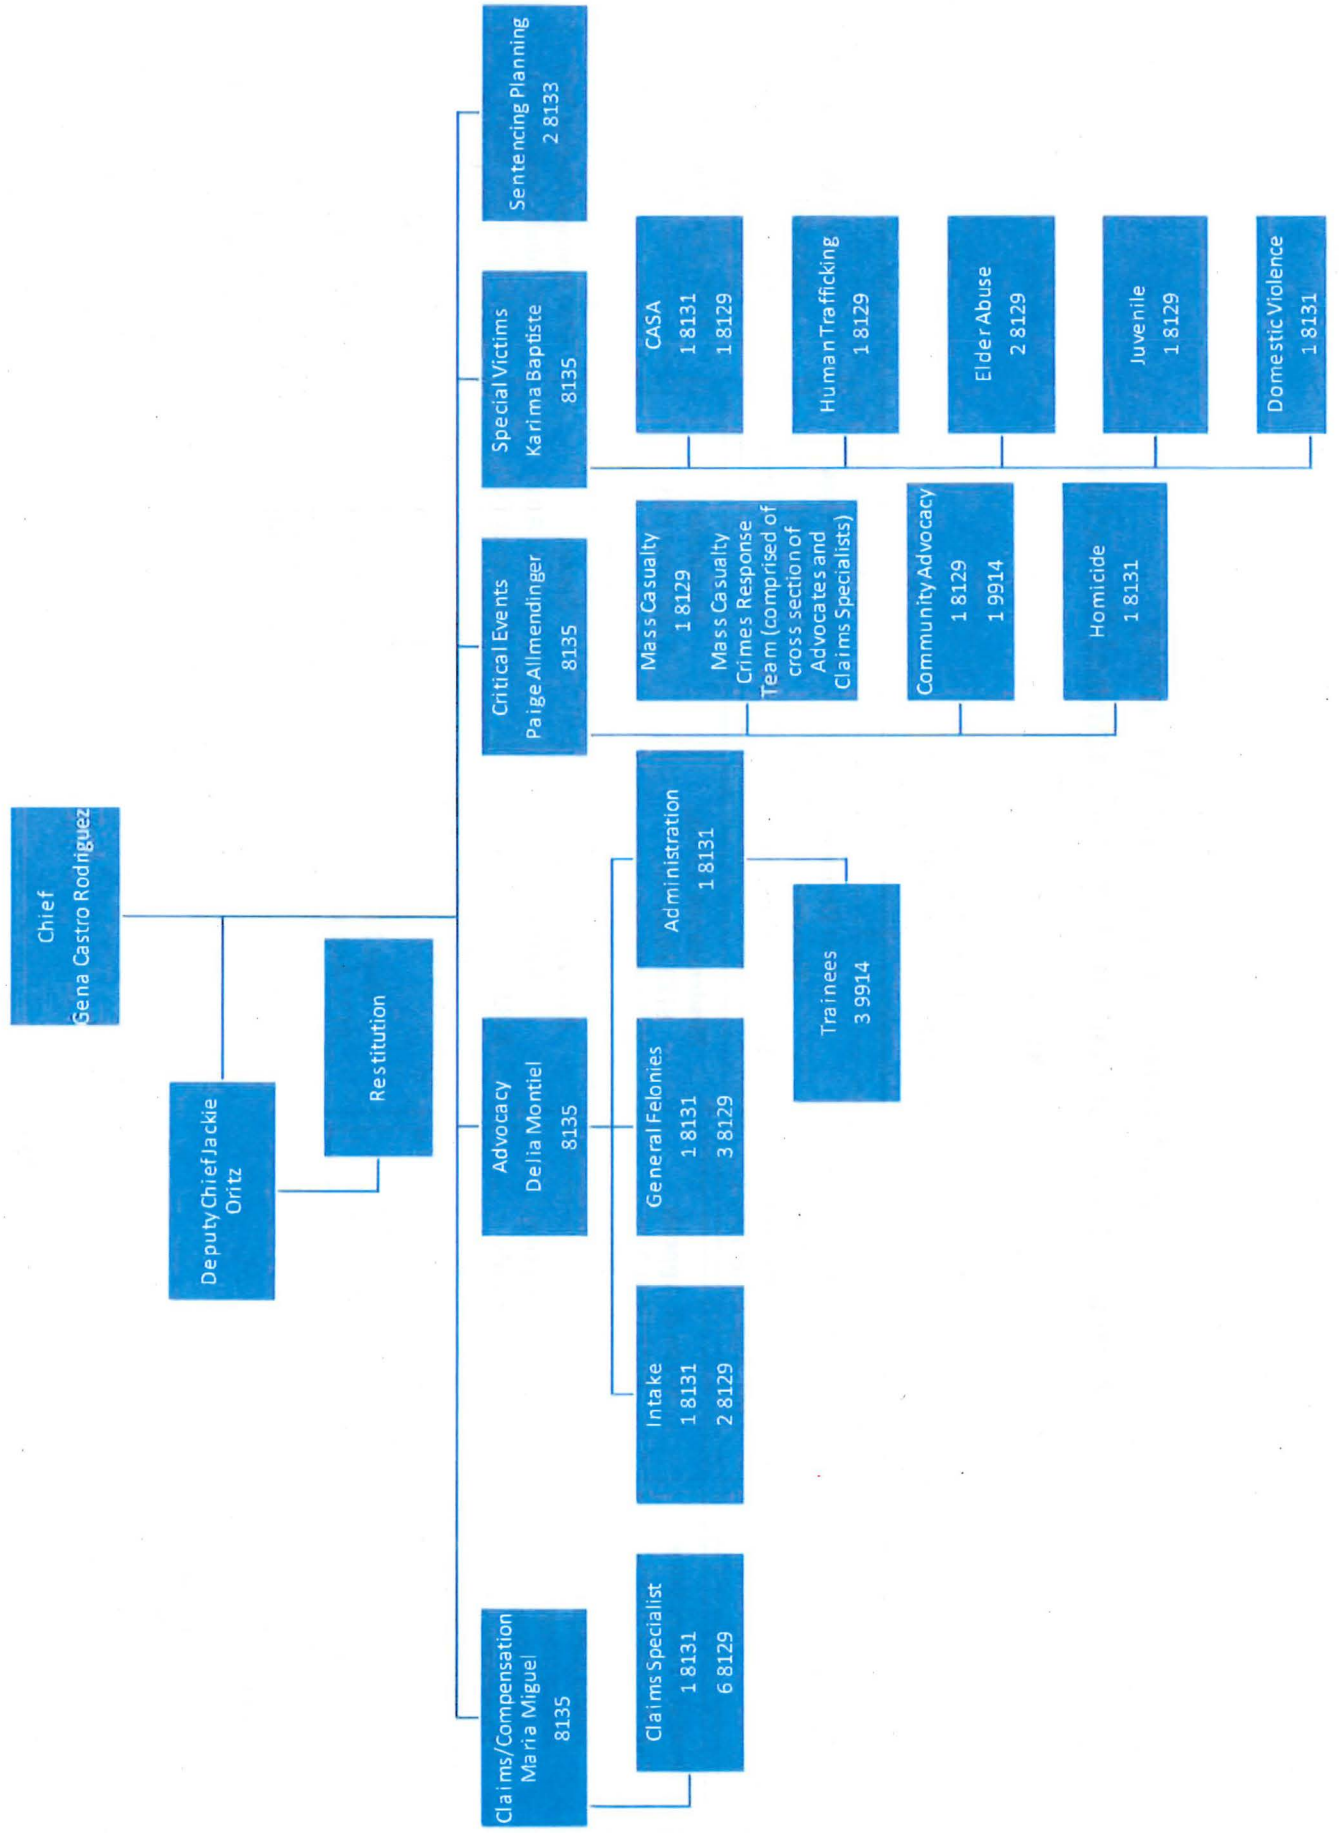 Chief
Gena Castro Rodriguez
Deputy Chief Jackie
Oritz
Restitution
Claims/Compensation
Maria Miguel
8135
Claims Specialist
1 8131
6 8129
Advocacy
Delia Montiel
8135
Intake
1 8131
2 8129
General Felonies
1 8131
3 8129
Administration
1 8131
Trainees
3 9914
Critical Events
Paige Allmendinger
8135
Mass Casualty
1 8129
Mass Casualty
Crimes Response
Team (comprised of
cross section of
Advocates and
Claims Specialists)
Community Advocacy
1 8129
1 9914
Homicide
1 8131
Special Victims
Karima Baptiste
8135
CASA
1 8131
1 8129
Human Trafficking
1 8129
Elder Abuse
2 8129
Juvenile
1 8129
Domestic Violence
1 8131
Sentencing Planning
2 8133